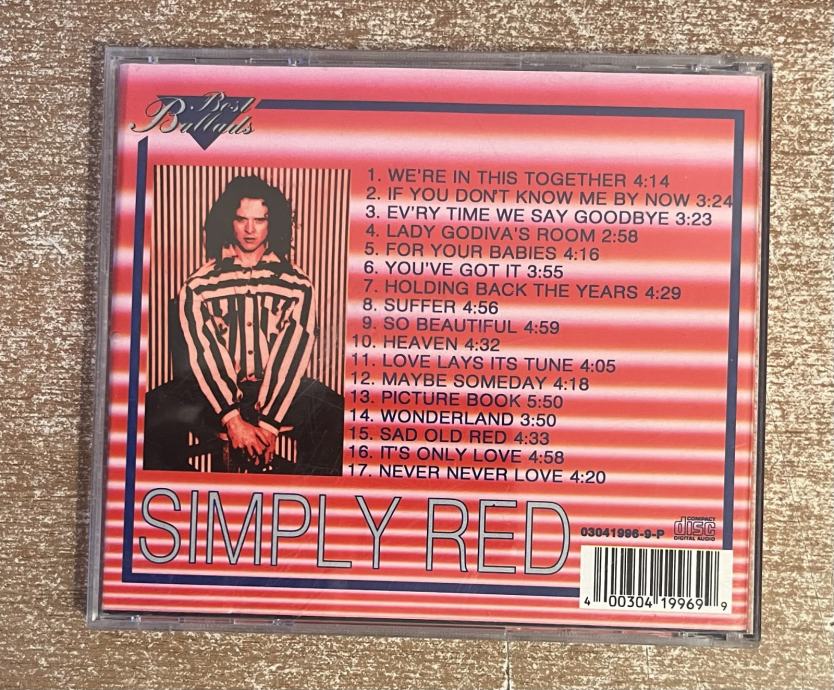 Best
Ballads
1. WE'RE IN THIS TOGETHER 4:14
2. IF YOU DON'T KNOW ME BY NOW 3:24
3. EV'RY TIME WE SAY GOODBYE 3:23
4. LADY GODIVA'S ROOM 2:58
5. FOR YOUR BABIES 4:16
6. YOU'VE GOT IT 3:55
7. HOLDING BACK THE YEARS 4:29
8. SUFFER 4:56
9. SO BEAUTIFUL 4:59
10. HEAVEN 4:32
11. LOVE LAYS ITS TUNE 4:05
12. MAYBE SOMEDAY 4:18
13. PICTURE BOOK 5:50
14. WONDERLAND 3:50
15. SAD OLD RED 4:33
16. IT'S ONLY LOVE 4:58
17. NEVER NEVER LOVE 4:20
SIMPLY RED
03041996-9-P
COMPACT
disc
DIGITAL AUDIO
4 00304 19969 9